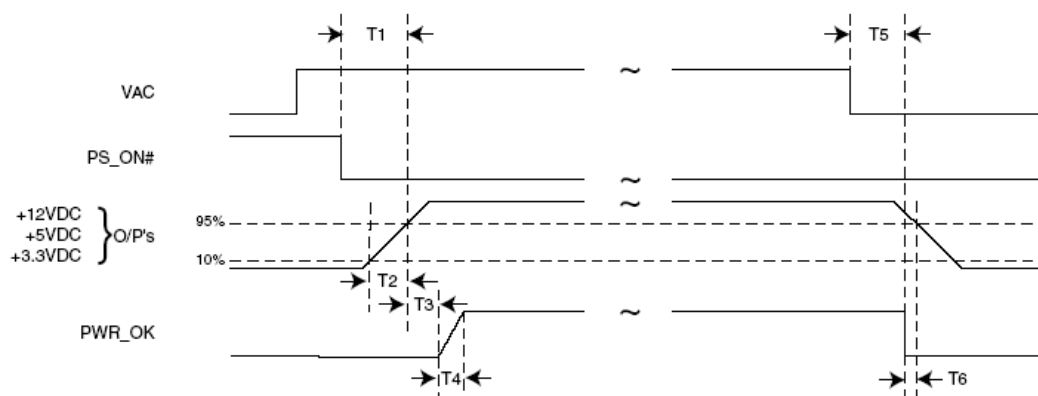 T1
T5
VAC
~
~
PS_ON#
~
+12VDC
+5VDC
+3.3VDC
} O/P's
95%
~
10%
T2
T3
PWR_OK
~
T4
T6